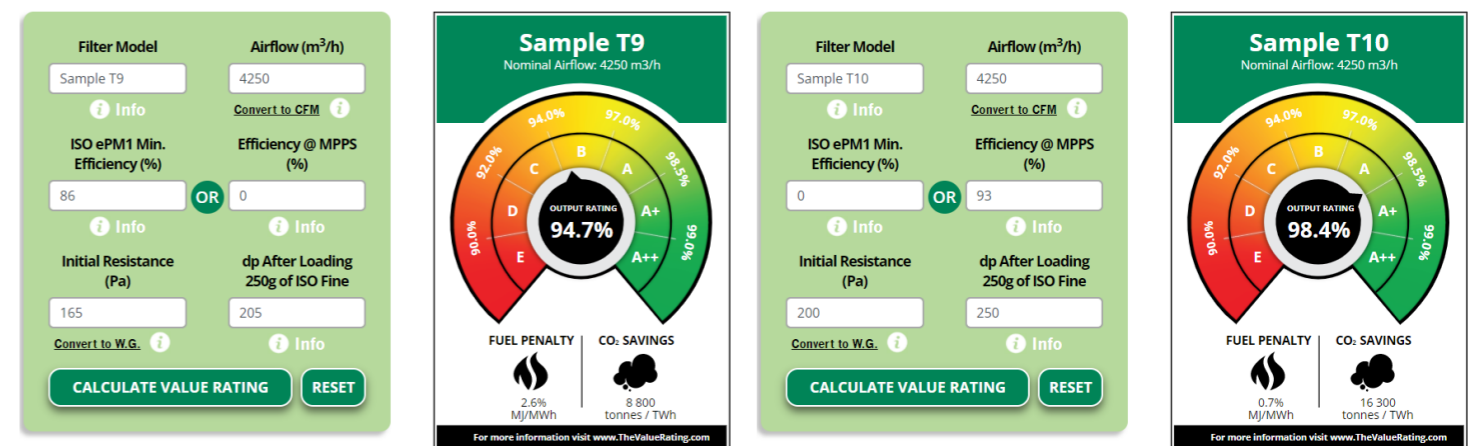 Filter Model
Airflow (m³/h)
Sample T9
4250
Info
Convert to CFM
ISO ePM1 Min.
Efficiency (%)
Efficiency @ MPPS
(%)
86
OR
0
Info
Info
Initial Resistance
(Pa)
dp After Loading
250g of ISO Fine
165
205
Convert to W.G.
Info
CALCULATE VALUE RATING
RESET
Sample T9
Nominal Airflow: 4250 m3/h
90.0%
92.0%
94.0%
97.0%
98.5%
99.0%
E
D
C
B
A
A+
A++
OUTPUT RATING
94.7%
FUEL PENALTY
CO₂ SAVINGS
2.6%
MJ/MWh
8 800
tonnes / TWh
For more information visit www.TheValueRating.com
Filter Model
Airflow (m³/h)
Sample T10
4250
Info
Convert to CFM
ISO ePM1 Min.
Efficiency (%)
Efficiency @ MPPS
(%)
0
OR
93
Info
Info
Initial Resistance
(Pa)
dp After Loading
250g of ISO Fine
200
250
Convert to W.G.
Info
CALCULATE VALUE RATING
RESET
Sample T10
Nominal Airflow: 4250 m3/h
90.0%
92.0%
94.0%
97.0%
98.5%
99.0%
E
D
C
B
A
A+
A++
OUTPUT RATING
98.4%
FUEL PENALTY
CO₂ SAVINGS
0.7%
MJ/MWh
16 300
tonnes / TWh
For more information visit www.TheValueRating.com